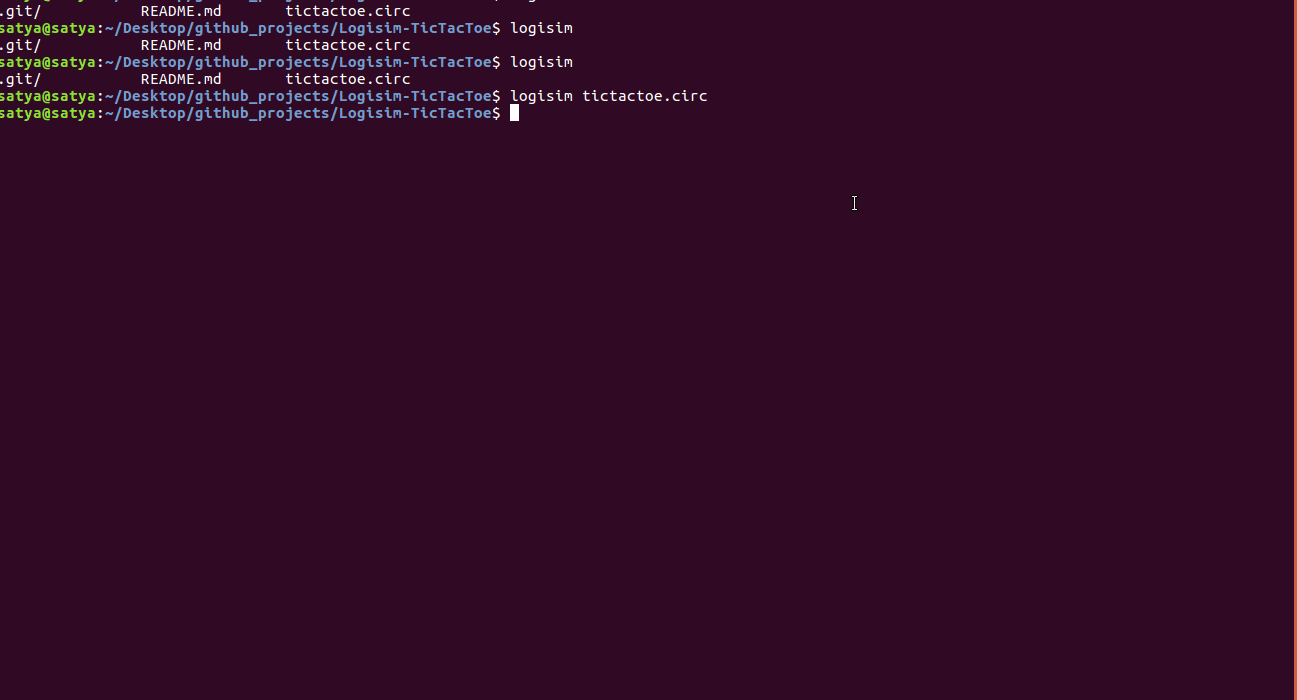 .git/ README.md tictactoe.circ
satya@satya:~/Desktop/github_projects/Logisim-TicTacToe$ logisim
.git/ README.md tictactoe.circ
satya@satya:~/Desktop/github_projects/Logisim-TicTacToe$ logisim
.git/ README.md tictactoe.circ
satya@satya:~/Desktop/github_projects/Logisim-TicTacToe$ logisim tictactoe.circ
satya@satya:~/Desktop/github_projects/Logisim-TicTacToe$